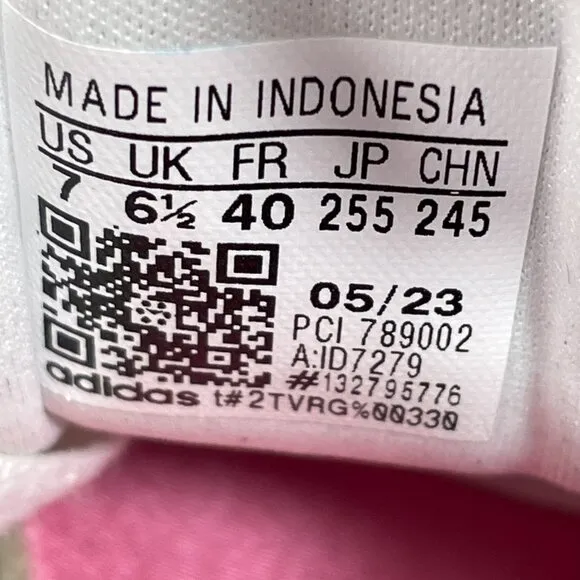 MADE IN INDONESIA
US UK FR JP CHN
7 6½ 40 255 245
05/23
PCI 789002
A:ID7279
#132795776
adidas t#2TVRG%00330